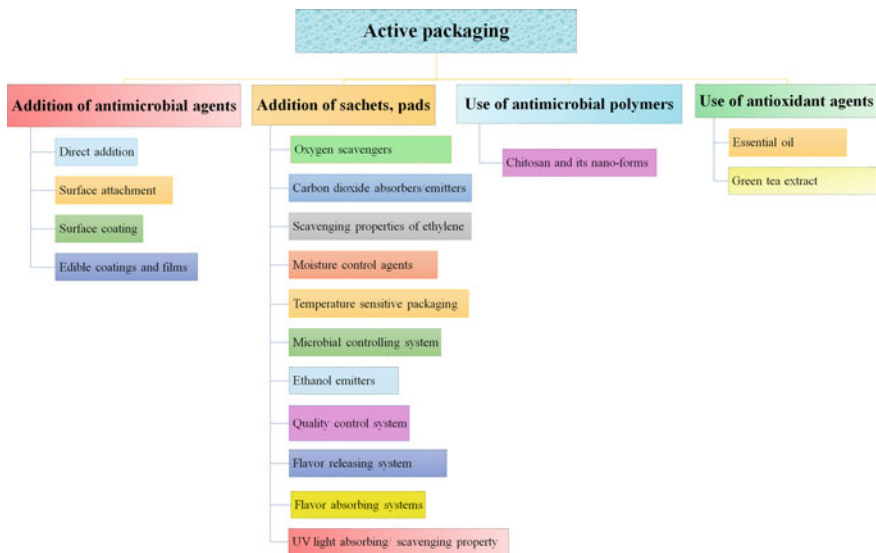 Active packaging
Addition of antimicrobial agents
Direct addition
Surface attachment
Surface coating
Edible coatings and films
Addition of sachets, pads
Oxygen scavengers
Carbon dioxide absorbers/emitters
Scavenging properties of ethylene
Moisture control agents
Temperature sensitive packaging
Microbial controlling system
Ethanol emitters
Quality control system
Flavor releasing system
Flavor absorbing systems
UV light absorbing/ scavenging property
Use of antimicrobial polymers
Chitosan and its nano-forms
Use of antioxidant agents
Essential oil
Green tea extract